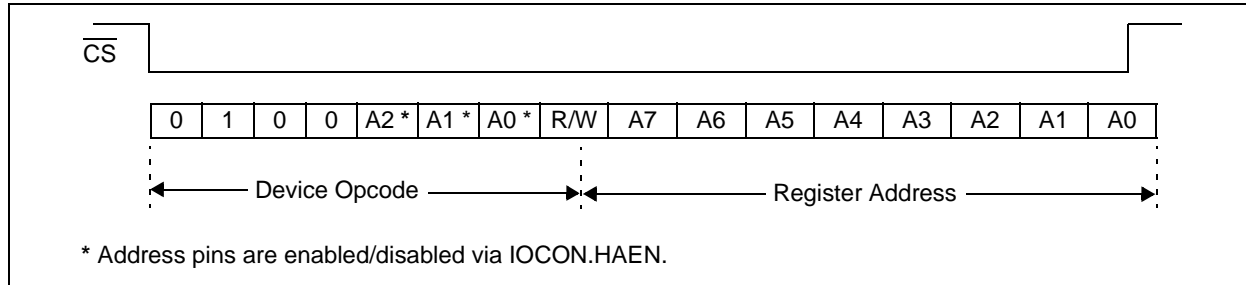 CS
0 1 0 0 A2 * A1 * A0 * R/W A7 A6 A5 A4 A3 A2 A1 A0
Device Opcode Register Address
* Address pins are enabled/disabled via IOCON.HAEN.